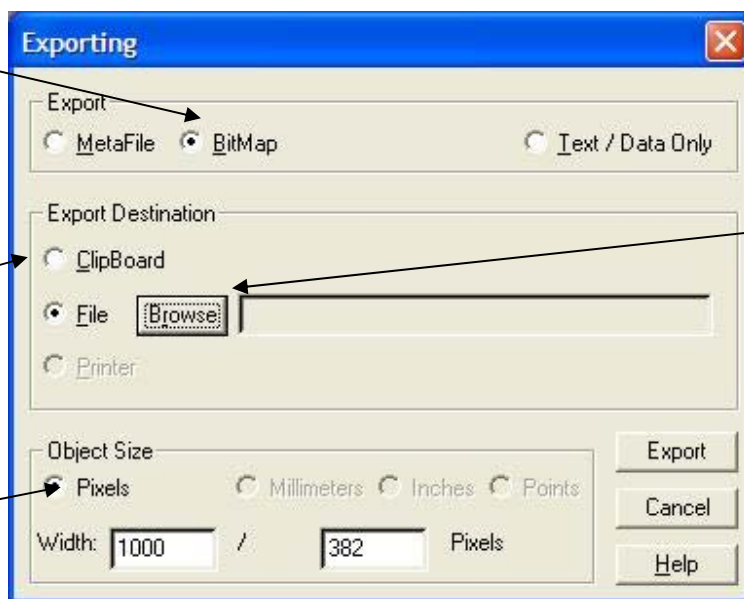 Exporting
Export
MetaFile BitMap Text / Data Only
Export Destination
ClipBoard
File Browse
Printer
Object Size
Pixels Millimeters Inches Points
Width: 1000 / 382 Pixels
Export
Cancel
Help